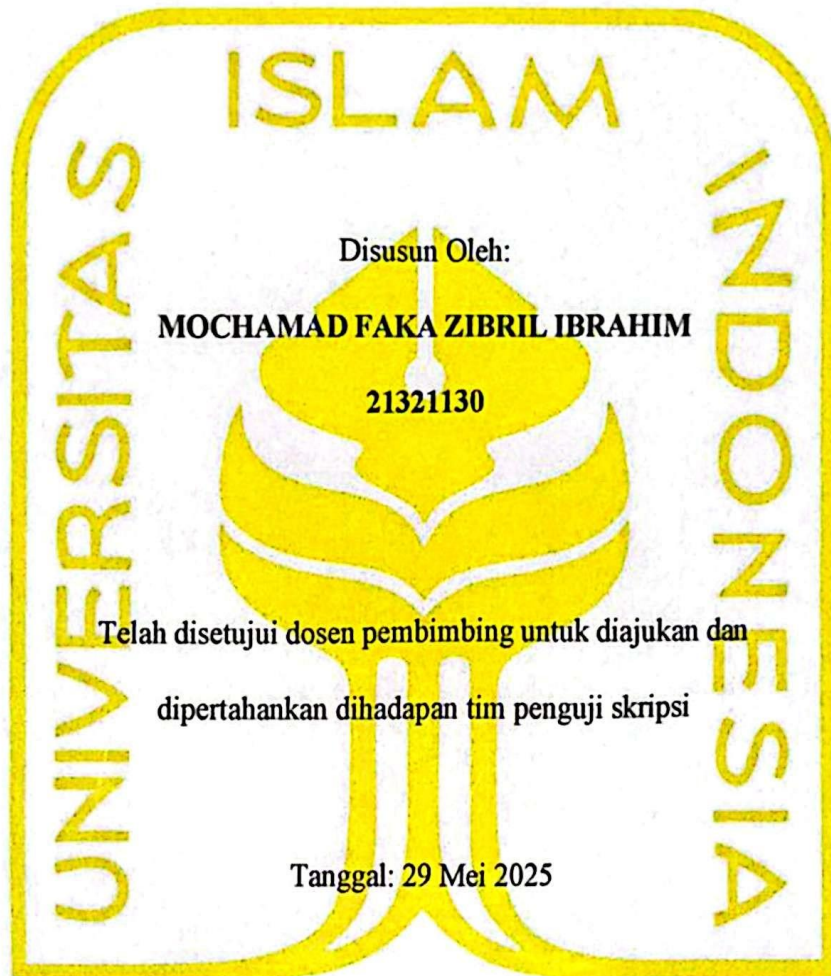 ISLAM
UNIVERSITAS
INDONESIA
Disusun Oleh:
MOCHAMAD FAKA ZIBRIL IBRAHIM
21321130
Telah disetujui dosen pembimbing untuk diajukan dan
dipertahankan dihadapan tim penguji skripsi
Tanggal: 29 Mei 2025